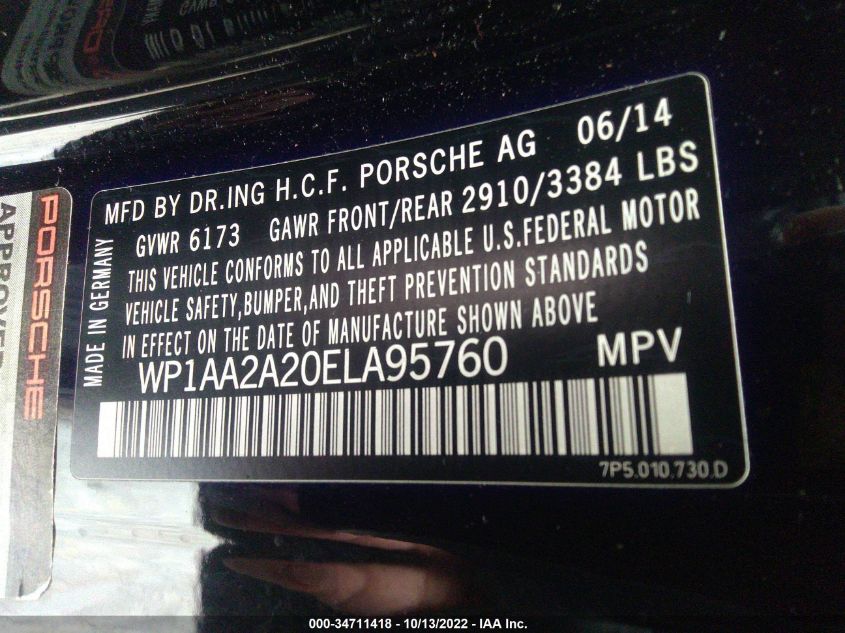 MFD BY DR.ING H.C.F. PORSCHE AG 06/14
GVWR 6173 GAWR FRONT/REAR 2910/3384 LBS
THIS VEHICLE CONFORMS TO ALL APPLICABLE U.S.FEDERAL MOTOR
VEHICLE SAFETY,BUMPER,AND THEFT PREVENTION STANDARDS
IN EFFECT ON THE DATE OF MANUFACTURE SHOWN ABOVE
WP1AA2A20ELA95760 MPV
7P5.010.730.D
MADE IN GERMANY
PORSCHE
000-34711418 - 10/13/2022 - IAA Inc.